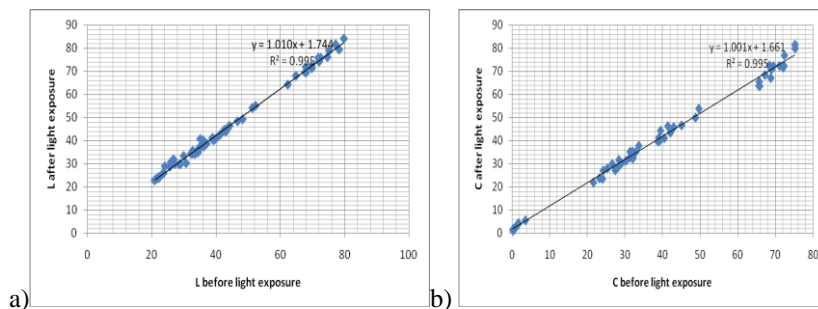 a)
L after light exposure
90
80
70
60
50
40
30
20
10
0
y = 1.010x + 1.744
R² = 0.995
0 20 40 60 80 100
L before light exposure
b)
C after light exposure
90
80
70
60
50
40
30
20
10
0
y = 1.001x + 1.661
R² = 0.995
0 10 20 30 40 50 60 70 80
C before light exposure